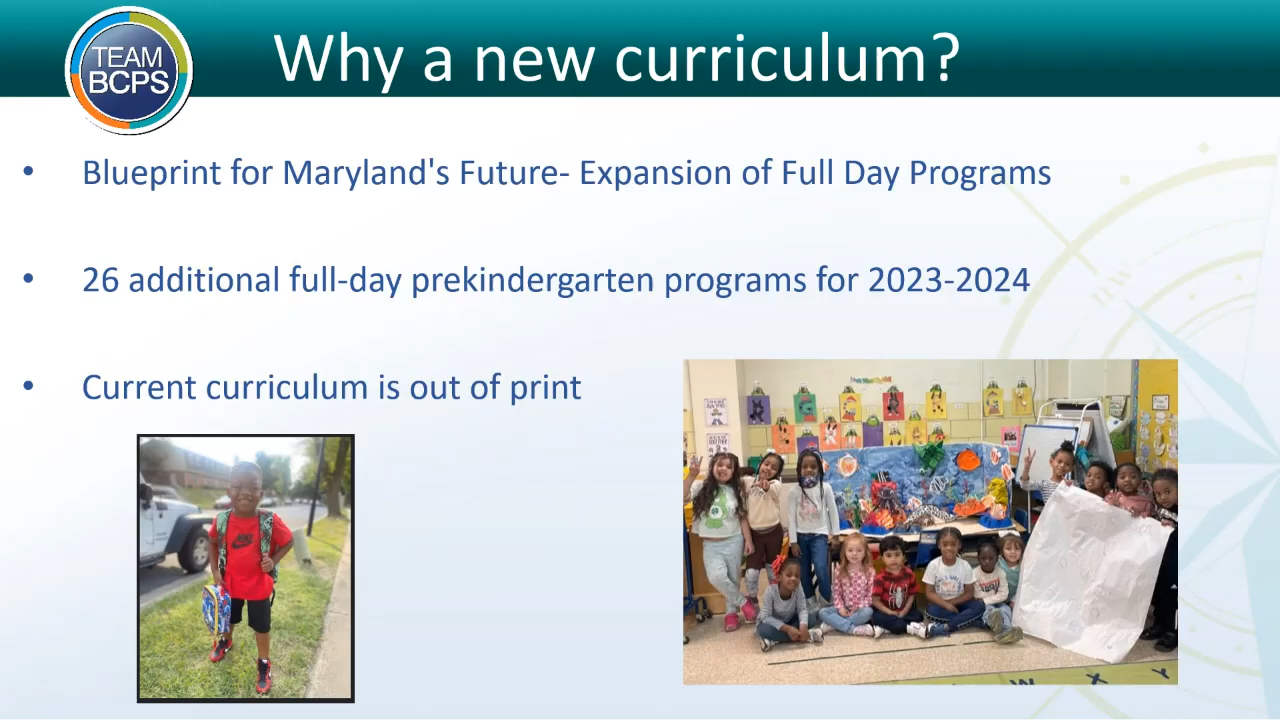 TEAM
BCPS
Why a new curriculum?
• Blueprint for Maryland's Future- Expansion of Full Day Programs
• 26 additional full-day prekindergarten programs for 2023-2024
• Current curriculum is out of print
W X Y